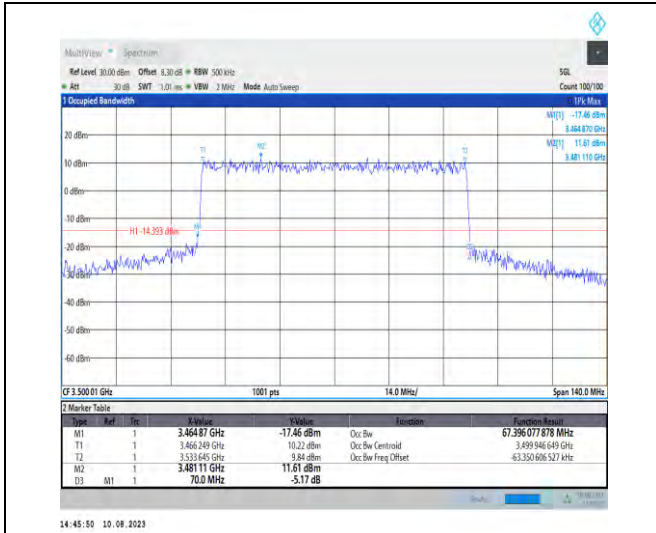 MultiView Spectrum
Ref Level 30.00 dBm Offset 8.30 dB RBW 500 kHz SGL
Att 30 dB SWT 1.01 ms VBW 2 MHz Mode Auto Sweep Count 100/100
1 Occupied Bandwidth 1Pk Max
M1[1] -17.46 dBm
3.464 870 GHz
M2[1] 11.61 dBm
3.481 110 GHz
20 dBm
T1 M2
10 dBm
0 dBm
-10 dBm
H1 -14.393 dBm
-20 dBm
-30 dBm
-40 dBm
-50 dBm
-60 dBm
CF 3.500 01 GHz 1001 pts 14.0 MHz/ Span 140.0 MHz
2 Marker Table
Type Ref Trc X-Value Y-Value Function Function Result
M1 1 3.464 87 GHz -17.46 dBm Occ Bw 67.396 077 878 MHz
T1 1 3.466 249 GHz 10.22 dBm Occ Bw Centroid 3.499 946 649 GHz
T2 1 3.533 645 GHz 9.84 dBm Occ Bw Freq Offset -63.350 606 527 kHz
M2 1 3.481 11 GHz 11.61 dBm
D3 M1 1 70.0 MHz -5.17 dB
14:45:50 10.08.2023